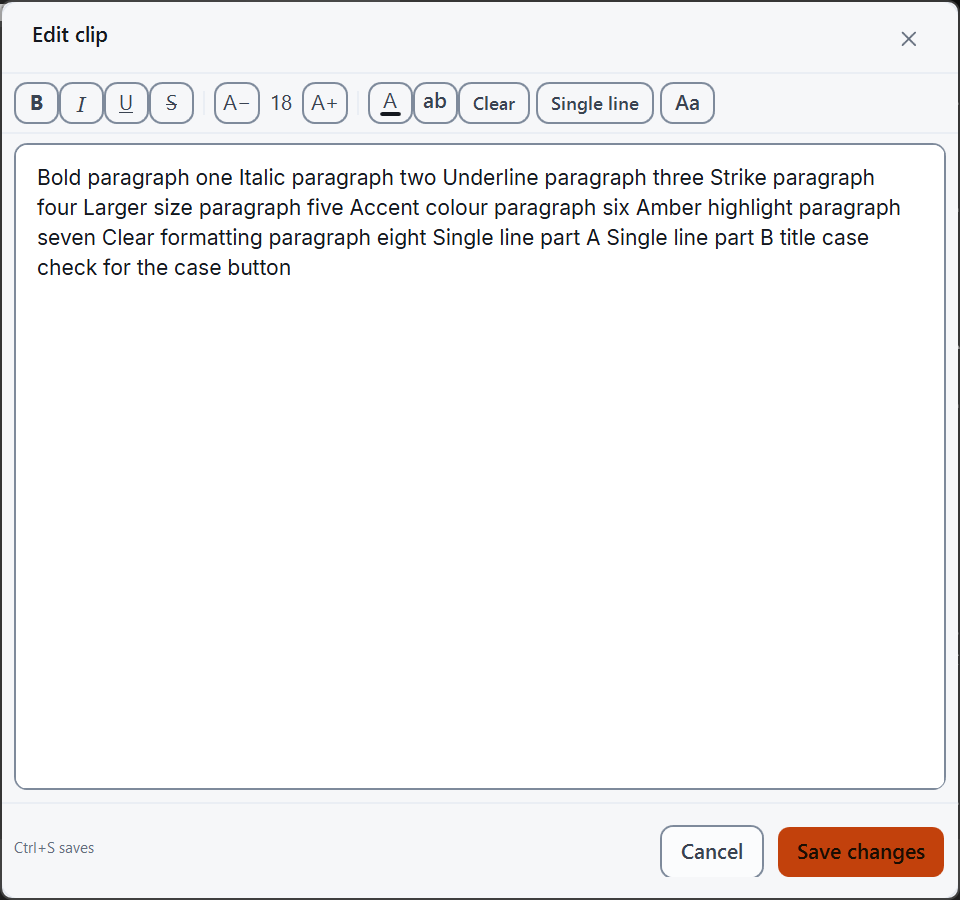 Edit clip
B I U S A− 18 A+ A ab Clear Single line Aa
Bold paragraph one Italic paragraph two Underline paragraph three Strike paragraph
four Larger size paragraph five Accent colour paragraph six Amber highlight paragraph
seven Clear formatting paragraph eight Single line part A Single line part B title case
check for the case button
Ctrl+S saves
Cancel Save changes